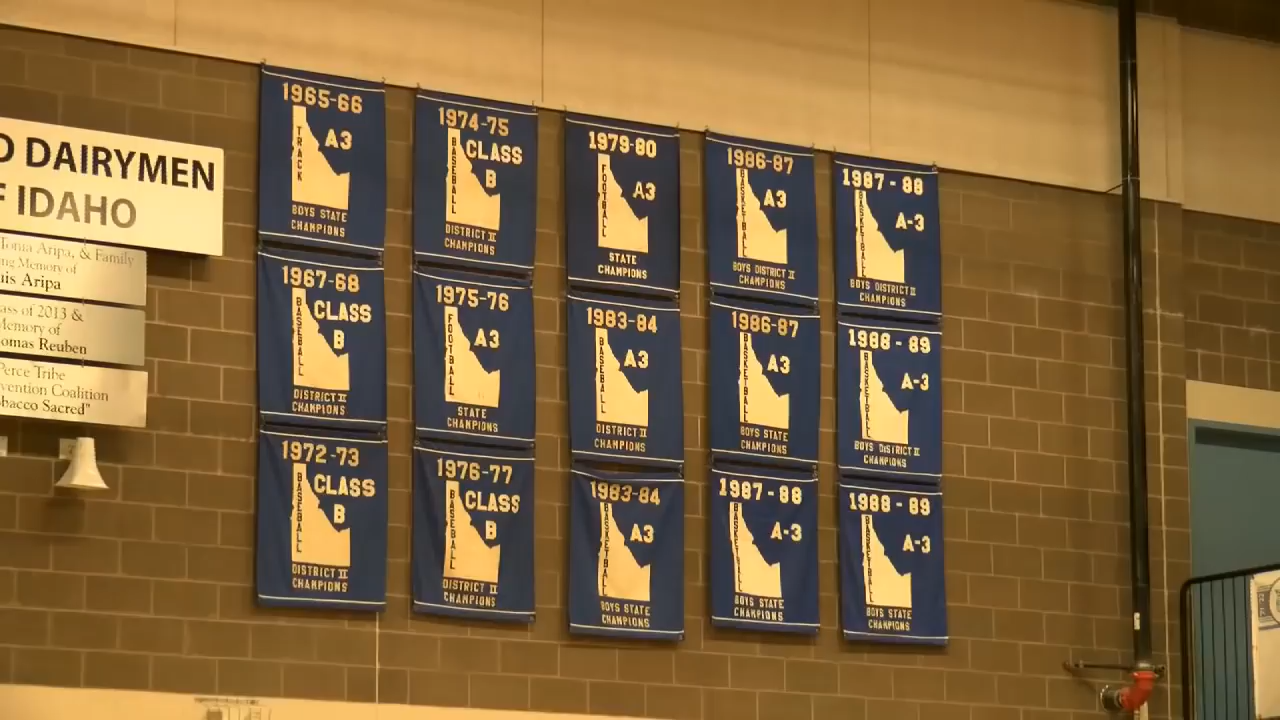 D DAIRYMEN
F IDAHO
Tonia Aripa, & Family
ng Memory of
uis Aripa
ass of 2013 &
Memory of
omas Reuben
Perce Tribe
vention Coalition
obacco Sacred"
1965-66
A3
TRACK
BOYS STATE
CHAMPIONS
1967-68
CLASS
B
BASEBALL
DISTRICT II
CHAMPIONS
1972-73
CLASS
B
BASEBALL
DISTRICT II
CHAMPIONS
1974-75
CLASS
B
BASEBALL
DISTRICT II
CHAMPIONS
1975-76
A3
FOOTBALL
STATE
CHAMPIONS
1976-77
CLASS
B
BASEBALL
DISTRICT II
CHAMPIONS
1979-80
A3
FOOTBALL
STATE
CHAMPIONS
1983-84
A3
BASEBALL
DISTRICT II
CHAMPIONS
1983-84
A3
BASKETBALL
BOYS STATE
CHAMPIONS
1986-87
A3
BASKETBALL
BOYS DISTRICT II
CHAMPIONS
1986-87
A3
BASKETBALL
BOYS STATE
CHAMPIONS
1987-88
A-3
BASKETBALL
BOYS STATE
CHAMPIONS
1987-88
A-3
BASKETBALL
BOYS DISTRICT II
CHAMPIONS
1988-89
A-3
BASKETBALL
BOYS DISTRICT II
CHAMPIONS
1988-89
A-3
BASKETBALL
BOYS STATE
CHAMPIONS